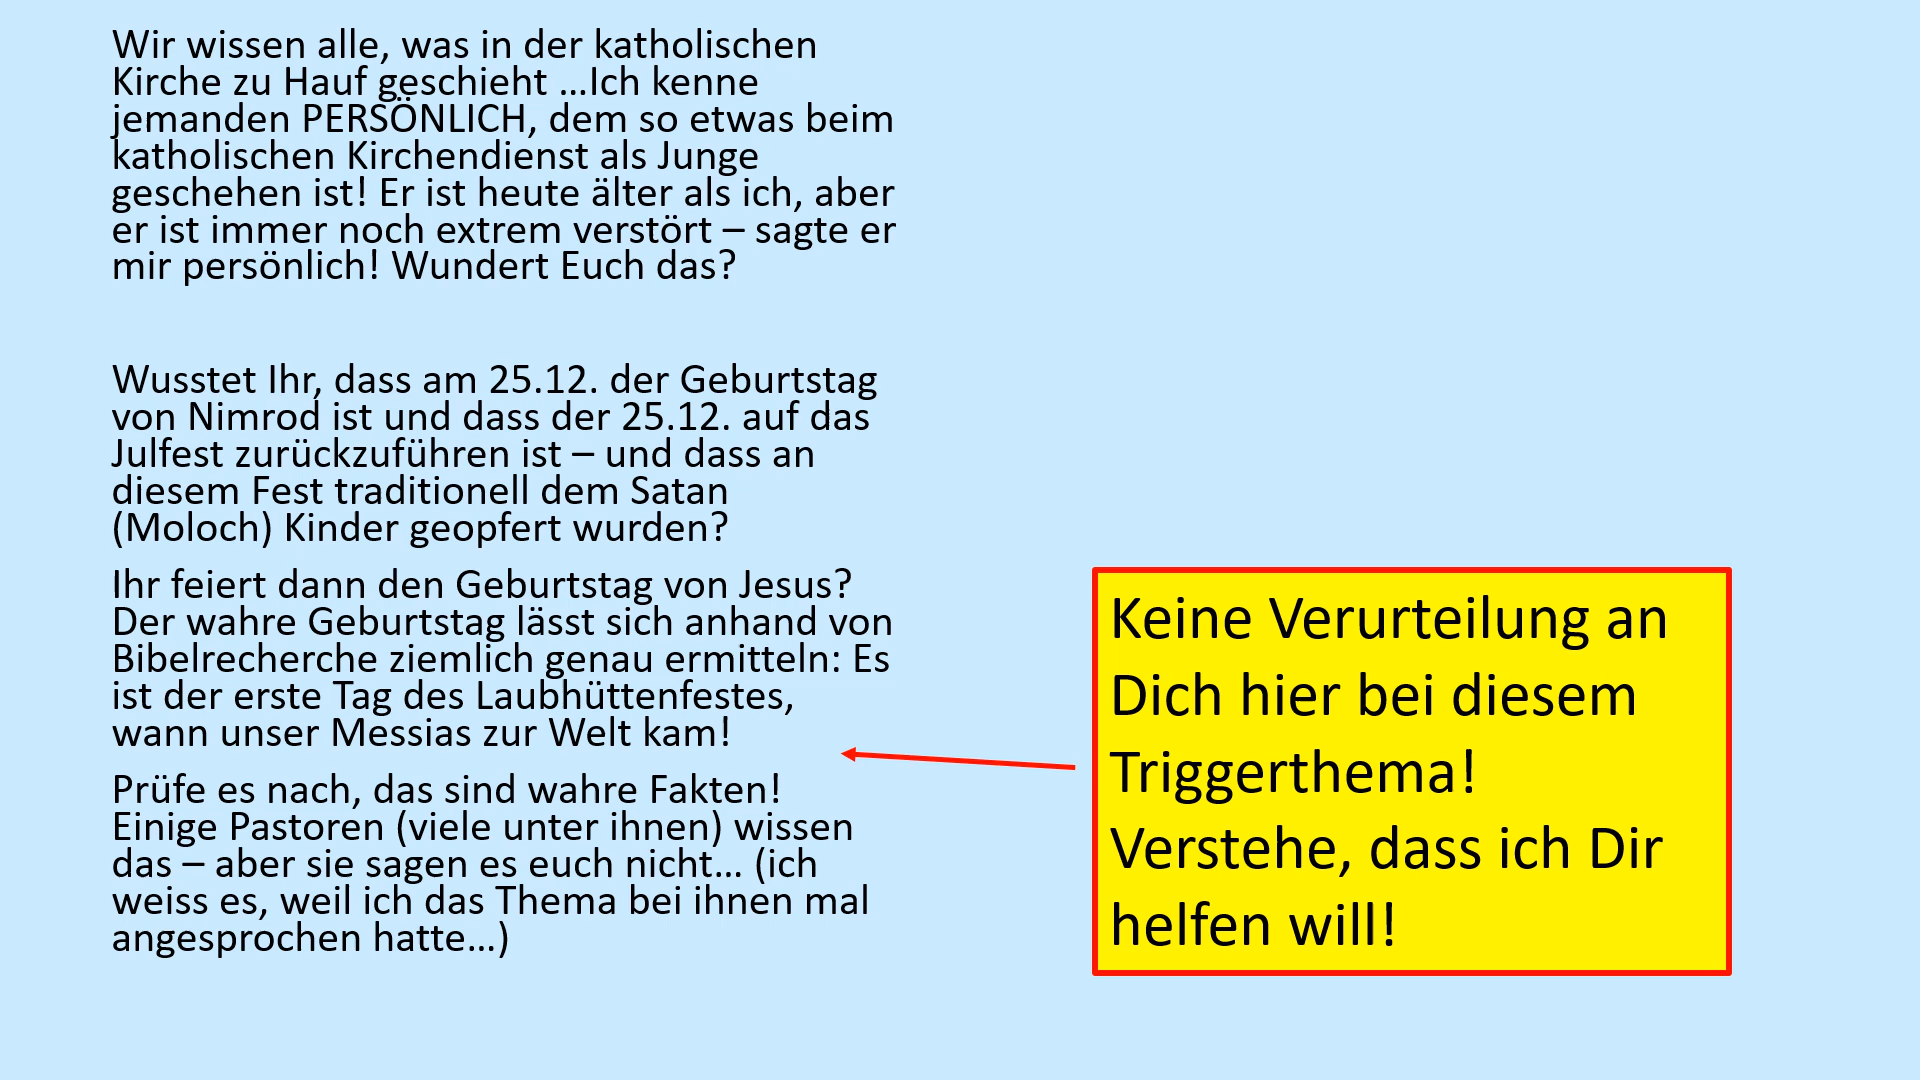 Wir wissen alle, was in der katholischen
Kirche zu Hauf geschieht …Ich kenne
jemanden PERSÖNLICH, dem so etwas beim
katholischen Kirchendienst als Junge
geschehen ist! Er ist heute älter als ich, aber
er ist immer noch extrem verstört – sagte er
mir persönlich! Wundert Euch das?
Wusstet Ihr, dass am 25.12. der Geburtstag
von Nimrod ist und dass der 25.12. auf das
Julfest zurückzuführen ist – und dass an
diesem Fest traditionell dem Satan
(Moloch) Kinder geopfert wurden?
Ihr feiert dann den Geburtstag von Jesus?
Der wahre Geburtstag lässt sich anhand von
Bibelrecherche ziemlich genau ermitteln: Es
ist der erste Tag des Laubhüttenfestes,
wann unser Messias zur Welt kam!
Prüfe es nach, das sind wahre Fakten!
Einige Pastoren (viele unter ihnen) wissen
das – aber sie sagen es euch nicht… (ich
weiss es, weil ich das Thema bei ihnen mal
angesprochen hatte…)
Keine Verurteilung an
Dich hier bei diesem
Triggerthema!
Verstehe, dass ich Dir
helfen will!